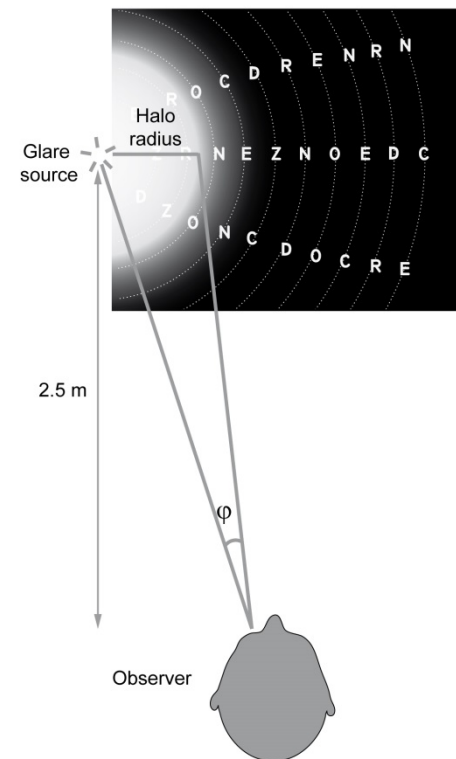 R O C D R E N R N
Halo
radius
Glare
source
Z R N E Z N O E D C
D Z O N C D O C R E
2.5 m
φ
Observer